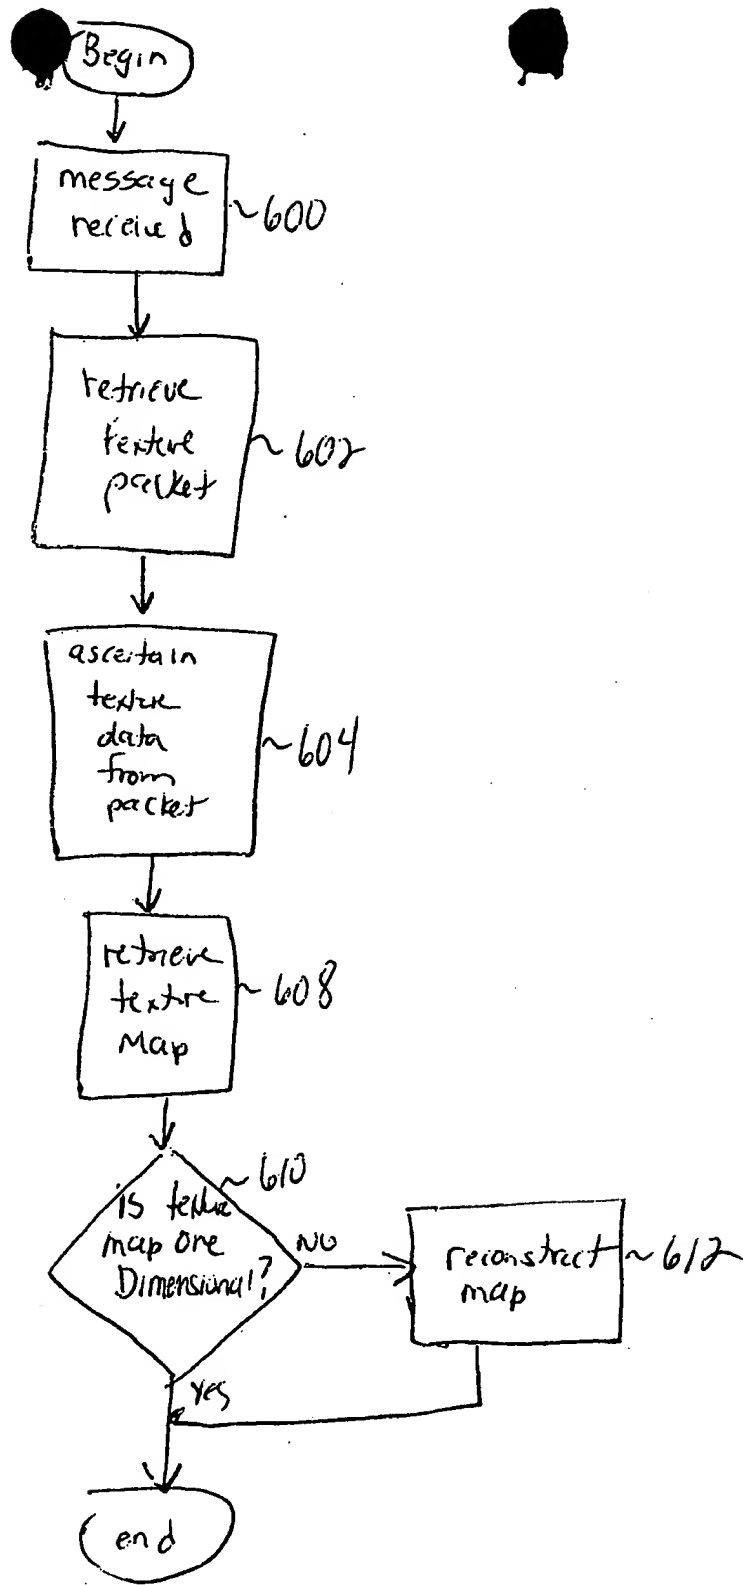 Begin
message
received
~600
retrieve
texture
packet
~602
ascertain
texture
data
from
packet
~604
retrieve
texture
Map
~608
~610
is texture
map one
Dimensional?
NO
reconstruct
map
~612
Yes
end